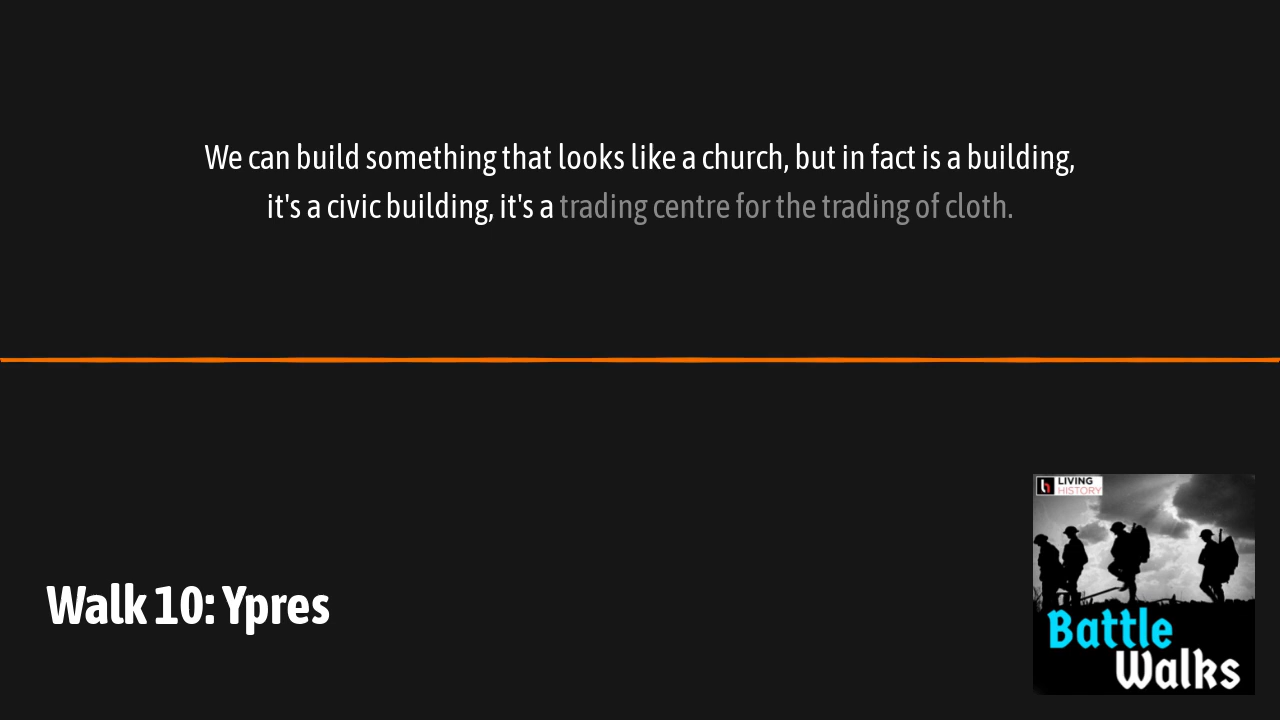 We can build something that looks like a church, but in fact is a building,
it's a civic building, it's a trading centre for the trading of cloth.
Walk 10: Ypres
LIVING
HISTORY
Battle
Walks